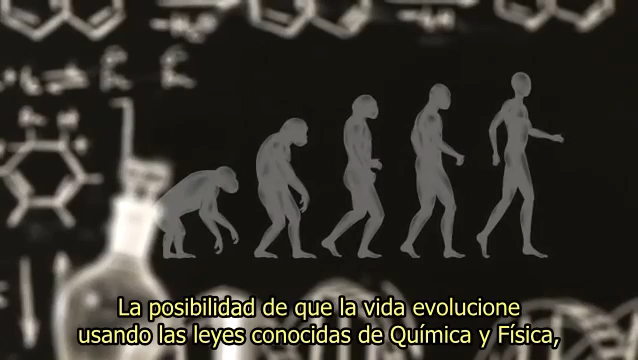 La posibilidad de que la vida evolucione
usando las leyes conocidas de Química y Física,